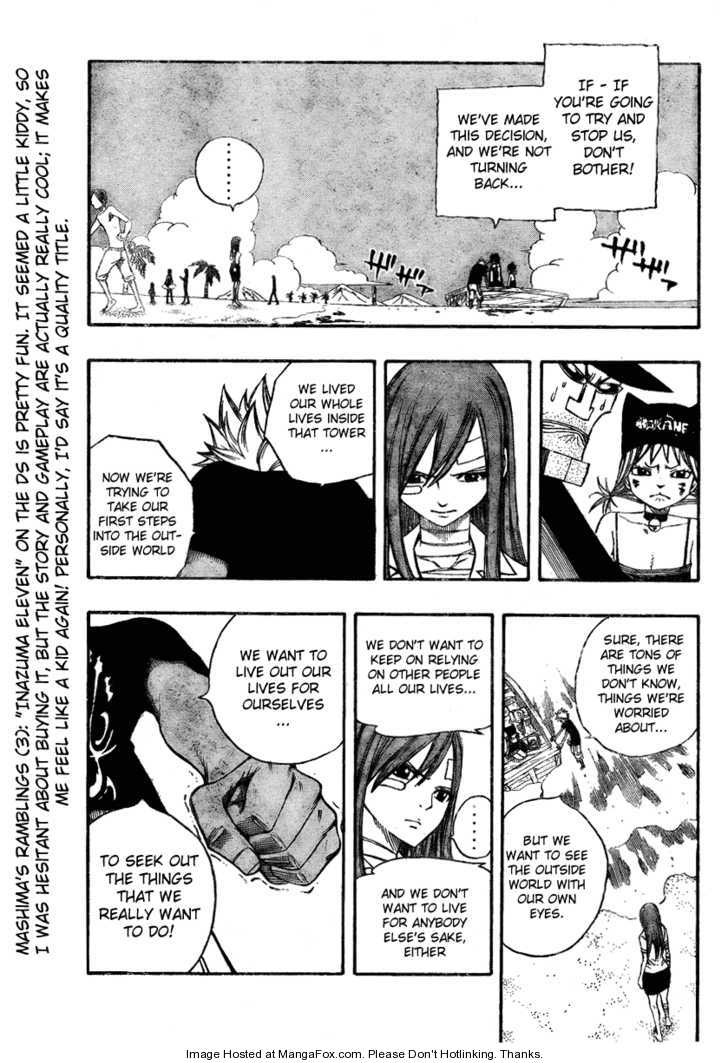 MASHIMA'S RAMBLINGS (3): "INAZUMA ELEVEN" ON THE DS IS PRETTY FUN. IT SEEMED A LITTLE KIDDY, SO
I WAS HESITANT ABOUT BUYING IT, BUT THE STORY AND GAMEPLAY ARE ACTUALLY REALLY COOL; IT MAKES
ME FEEL LIKE A KID AGAIN! PERSONALLY, I'D SAY IT'S A QUALITY TITLE.
IF - IF
YOU'RE GOING
TO TRY AND
STOP US,
DON'T
BOTHER!
WE'VE MADE
THIS DECISION,
AND WE'RE NOT
TURNING
BACK...
......
ザザザ
ザザザ
WE LIVED
OUR WHOLE
LIVES INSIDE
THAT TOWER
...
NOW WE'RE
TRYING TO
TAKE OUR
FIRST STEPS
INTO THE OUT-
SIDE WORLD
SURE, THERE
ARE TONS OF
THINGS WE
DON'T KNOW,
THINGS WE'RE
WORRIED
ABOUT...
BUT WE
WANT TO SEE
THE OUTSIDE
WORLD WITH
OUR OWN
EYES.
WE DON'T WANT TO
KEEP ON RELYING
ON OTHER PEOPLE
ALL OUR LIVES...
......
AND WE DON'T
WANT TO LIVE
FOR ANYBODY
ELSE'S SAKE,
EITHER
WE WANT TO
LIVE OUT OUR
LIVES FOR
OURSELVES
...
TO SEEK OUT
THE THINGS
THAT WE
REALLY WANT
TO DO!
Image Hosted at MangaFox.com. Please Don't Hotlinking. Thanks.